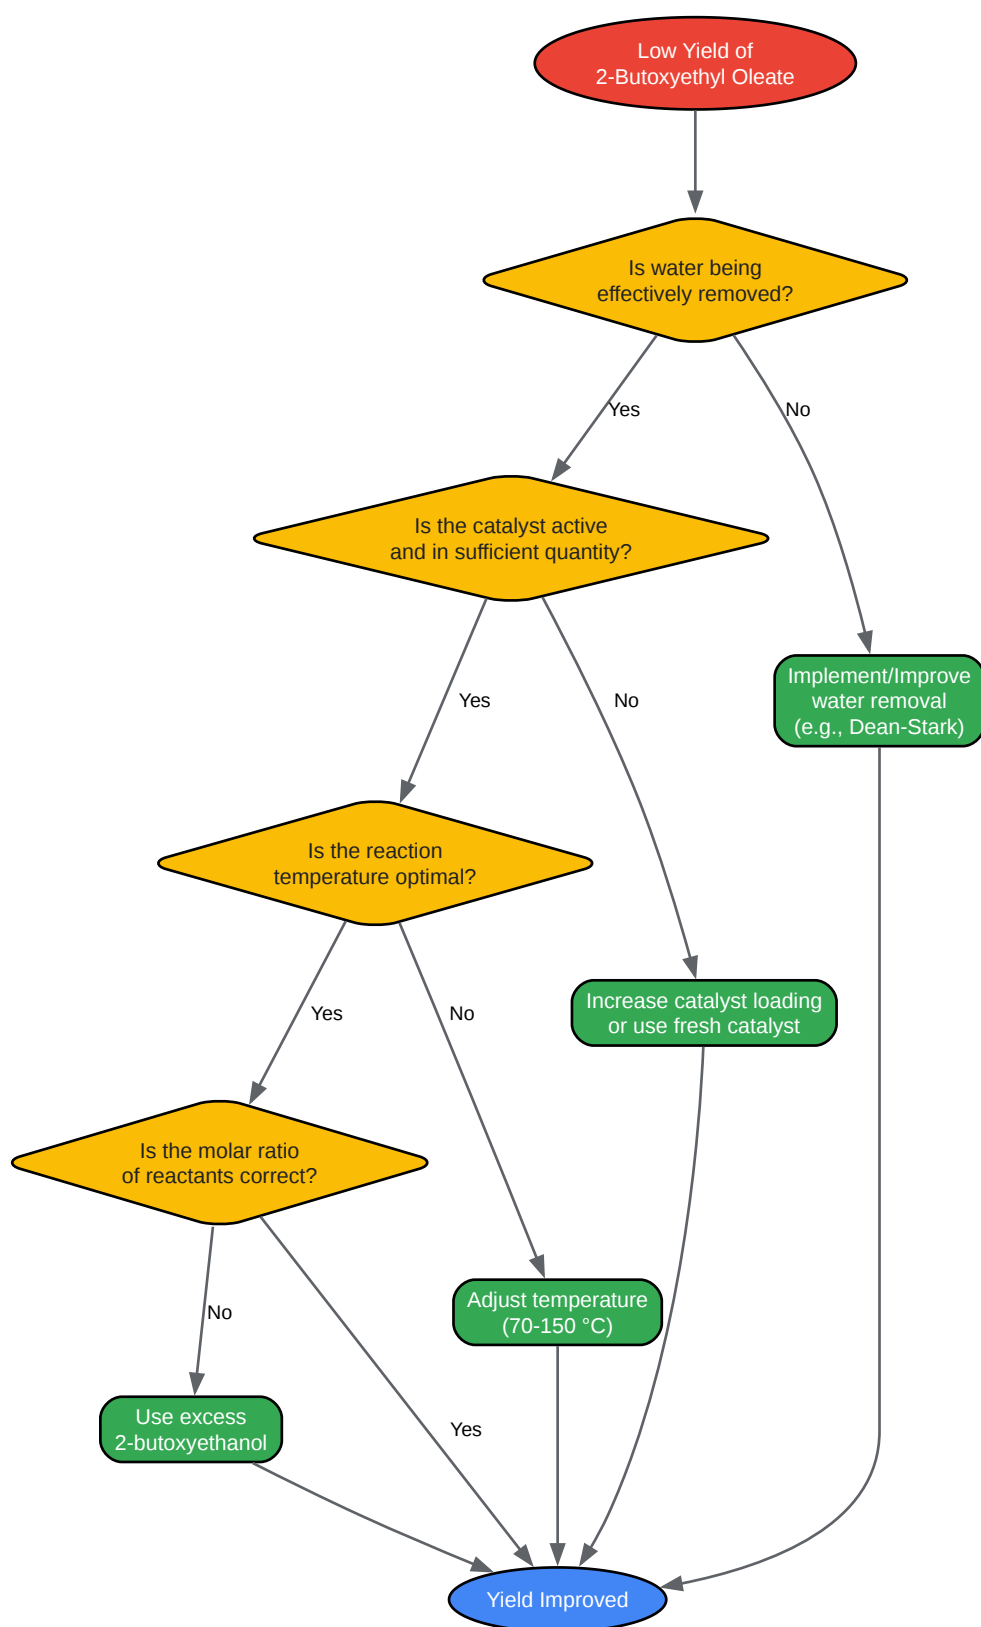 Low Yield of
2-Butoxyethyl Oleate
Is water being
effectively removed?
Yes
No
Is the catalyst active
and in sufficient quantity?
Implement/Improve
water removal
(e.g., Dean-Stark)
Yes
No
Is the reaction
temperature optimal?
Increase catalyst loading
or use fresh catalyst
Yes
No
Is the molar ratio
of reactants correct?
Adjust temperature
(70-150 °C)
No
Use excess
2-butoxyethanol
Yes
Yield Improved